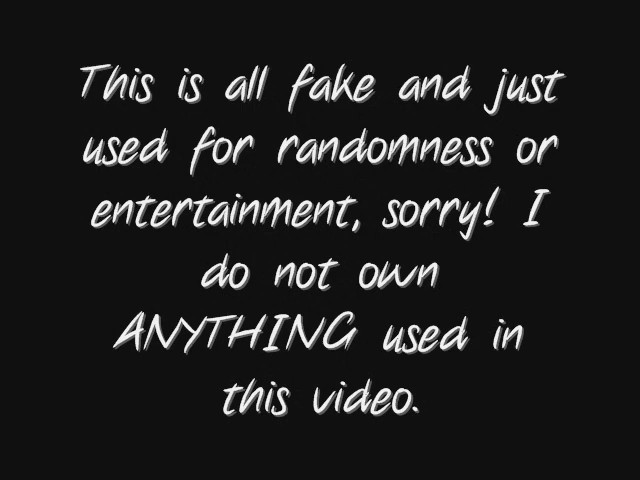 This is all fake and just
used for randomness or
entertainment, sorry! I
do not own
ANYTHING used in
this video.